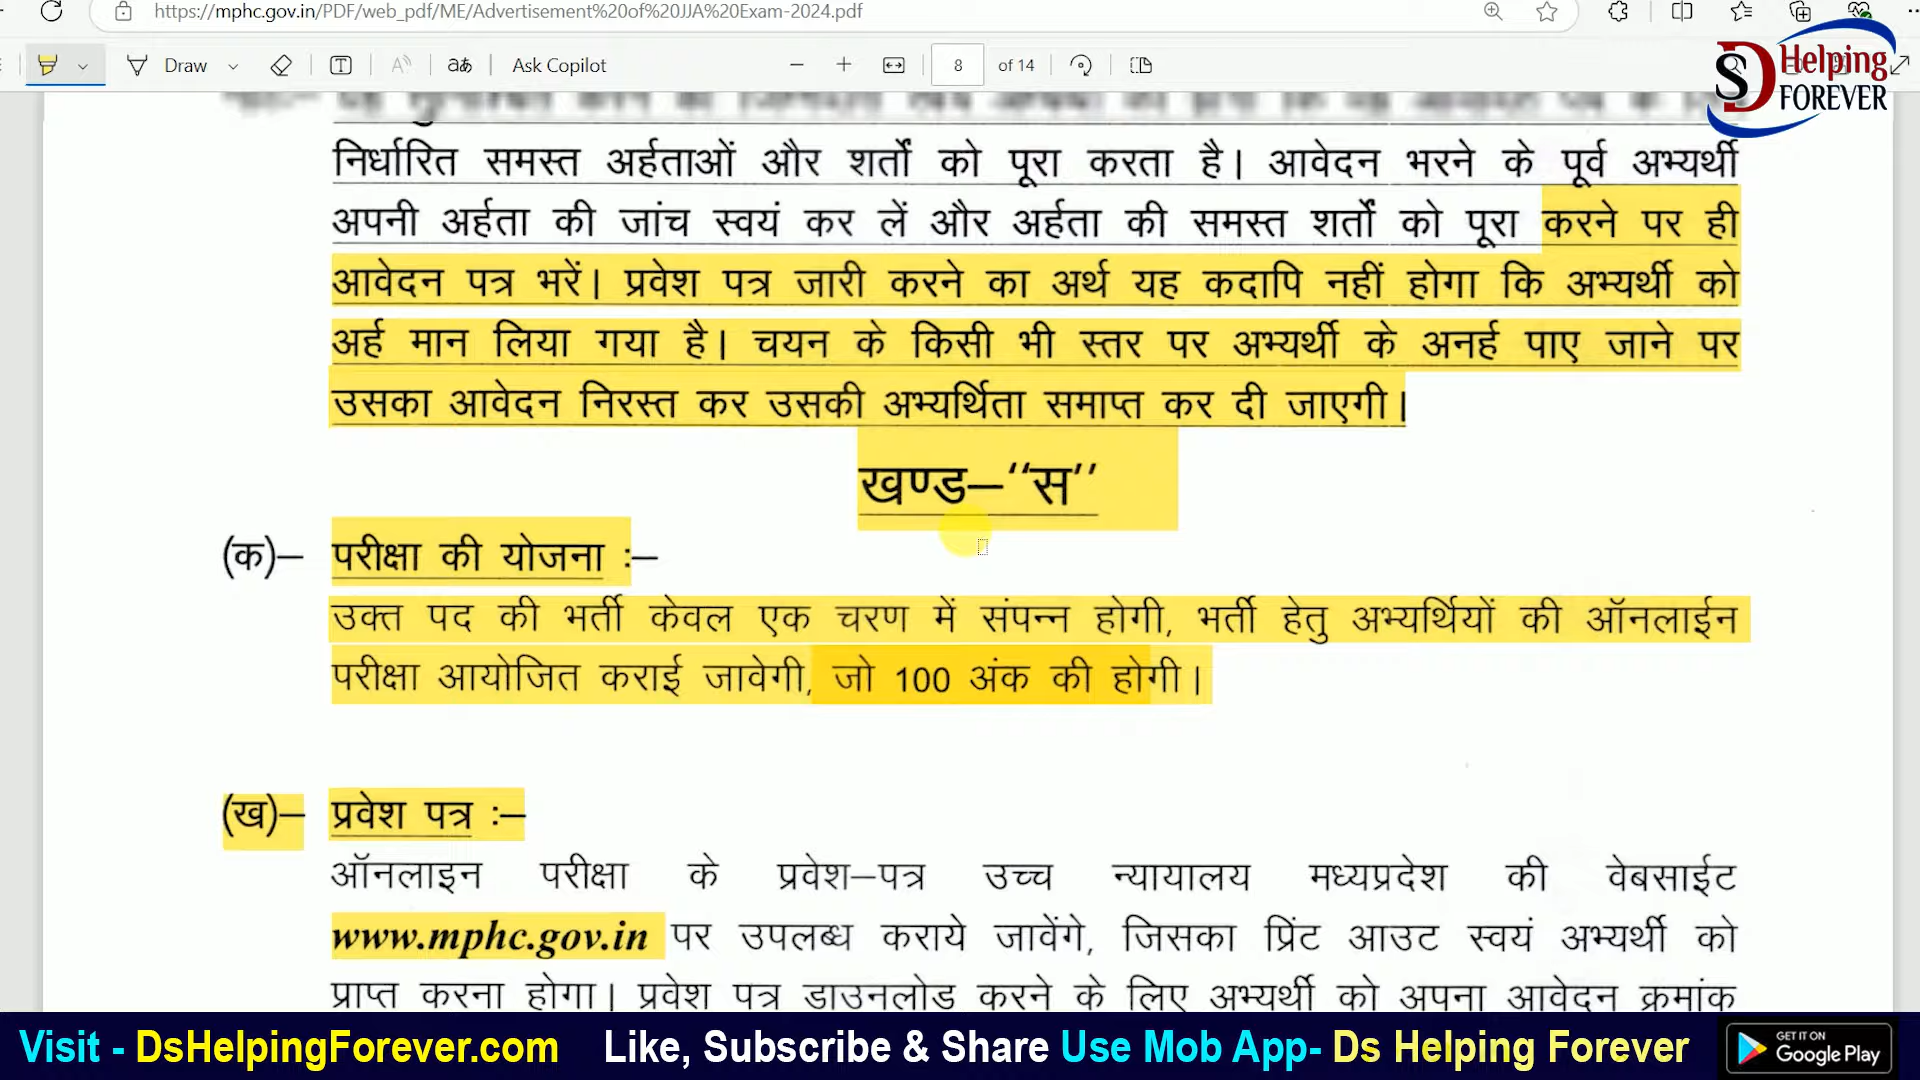 https://mphc.gov.in/PDF/web_pdf/ME/Advertisement%20of%20JJA%20Exam-2024.pdf
Draw
aあ
Ask Copilot
8 of 14
DS Helping FOREVER
निर्धारित समस्त अर्हताओं और शर्तों को पूरा करता है। आवेदन भरने के पूर्व अभ्यर्थी
अपनी अर्हता की जांच स्वयं कर लें और अर्हता की समस्त शर्तों को पूरा करने पर ही
आवेदन पत्र भरें। प्रवेश पत्र जारी करने का अर्थ यह कदापि नहीं होगा कि अभ्यर्थी को
अर्ह मान लिया गया है। चयन के किसी भी स्तर पर अभ्यर्थी के अनर्ह पाए जाने पर
उसका आवेदन निरस्त कर उसकी अभ्यर्थिता समाप्त कर दी जाएगी।
खण्ड–‘‘स’’
(क)– परीक्षा की योजना :–
उक्त पद की भर्ती केवल एक चरण में संपन्न होगी, भर्ती हेतु अभ्यर्थियों की ऑनलाईन
परीक्षा आयोजित कराई जावेगी, जो 100 अंक की होगी।
(ख)– प्रवेश पत्र :–
ऑनलाइन परीक्षा के प्रवेश–पत्र उच्च न्यायालय मध्यप्रदेश की वेबसाईट
www.mphc.gov.in पर उपलब्ध कराये जावेंगे, जिसका प्रिंट आउट स्वयं अभ्यर्थी को
प्राप्त करना होगा। प्रवेश पत्र डाउनलोड करने के लिए अभ्यर्थी को अपना आवेदन क्रमांक
Visit - DsHelpingForever.com Like, Subscribe & Share Use Mob App- Ds Helping Forever
GET IT ON
Google Play